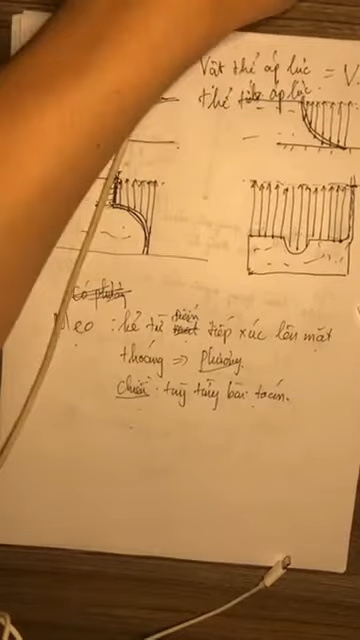 Vật thể áp lực = V.
thể tích áp lực.
Có phương
Mẹo : kẻ từ điểm tiếp xúc lên mặt
thoáng => phương.
chiều : tuỳ từng bài toán.